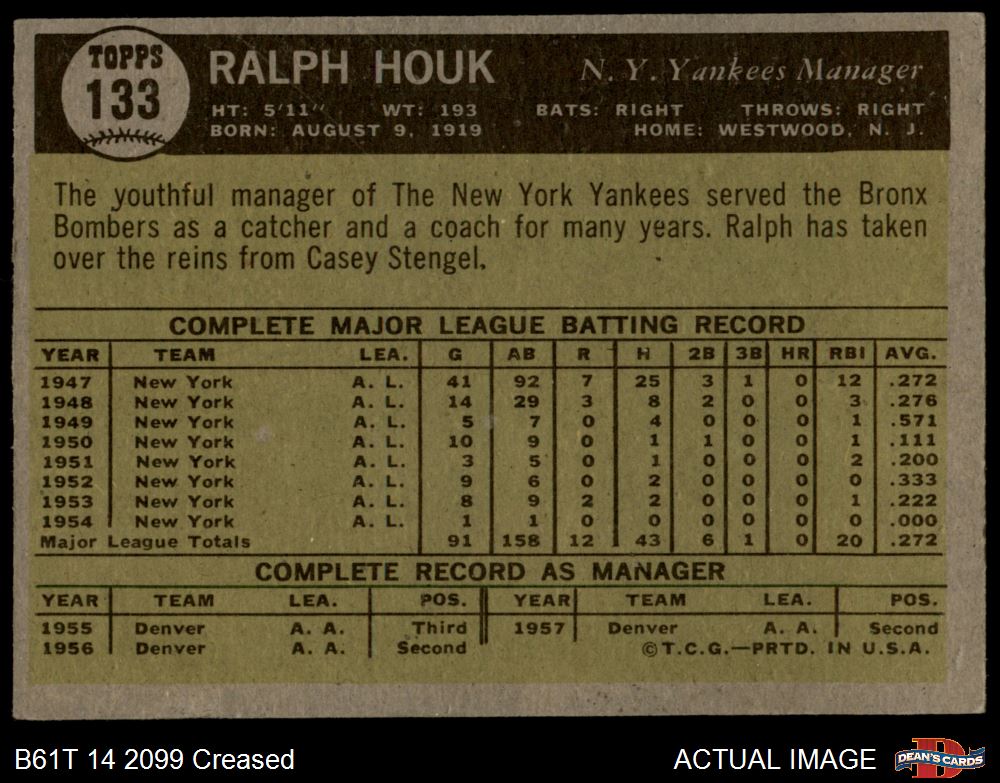 TOPPS
133
RALPH HOUK N. Y. Yankees Manager
HT: 5'11" WT: 193 BATS: RIGHT THROWS: RIGHT
BORN: AUGUST 9, 1919 HOME: WESTWOOD, N. J.
The youthful manager of The New York Yankees served the Bronx
Bombers as a catcher and a coach for many years. Ralph has taken
over the reins from Casey Stengel.
COMPLETE MAJOR LEAGUE BATTING RECORD
YEAR TEAM LEA. G AB R H 2B 3B HR RBI AVG.
1947 New York A. L. 41 92 7 25 3 1 0 12 .272
1948 New York A. L. 14 29 3 8 2 0 0 3 .276
1949 New York A. L. 5 7 0 4 0 0 0 1 .571
1950 New York A. L. 10 9 0 1 1 0 0 1 .111
1951 New York A. L. 3 5 0 1 0 0 0 2 .200
1952 New York A. L. 9 6 0 2 0 0 0 0 .333
1953 New York A. L. 8 9 2 2 0 0 0 1 .222
1954 New York A. L. 1 1 0 0 0 0 0 0 .000
Major League Totals 91 158 12 43 6 1 0 20 .272
COMPLETE RECORD AS MANAGER
YEAR TEAM LEA. POS. YEAR TEAM LEA. POS.
1955 Denver A. A. Third 1957 Denver A. A. Second
1956 Denver A. A. Second ©T.C.G.—PRTD. IN U.S.A.
B61T 14 2099 Creased ACTUAL IMAGE D DEAN'S CARDS